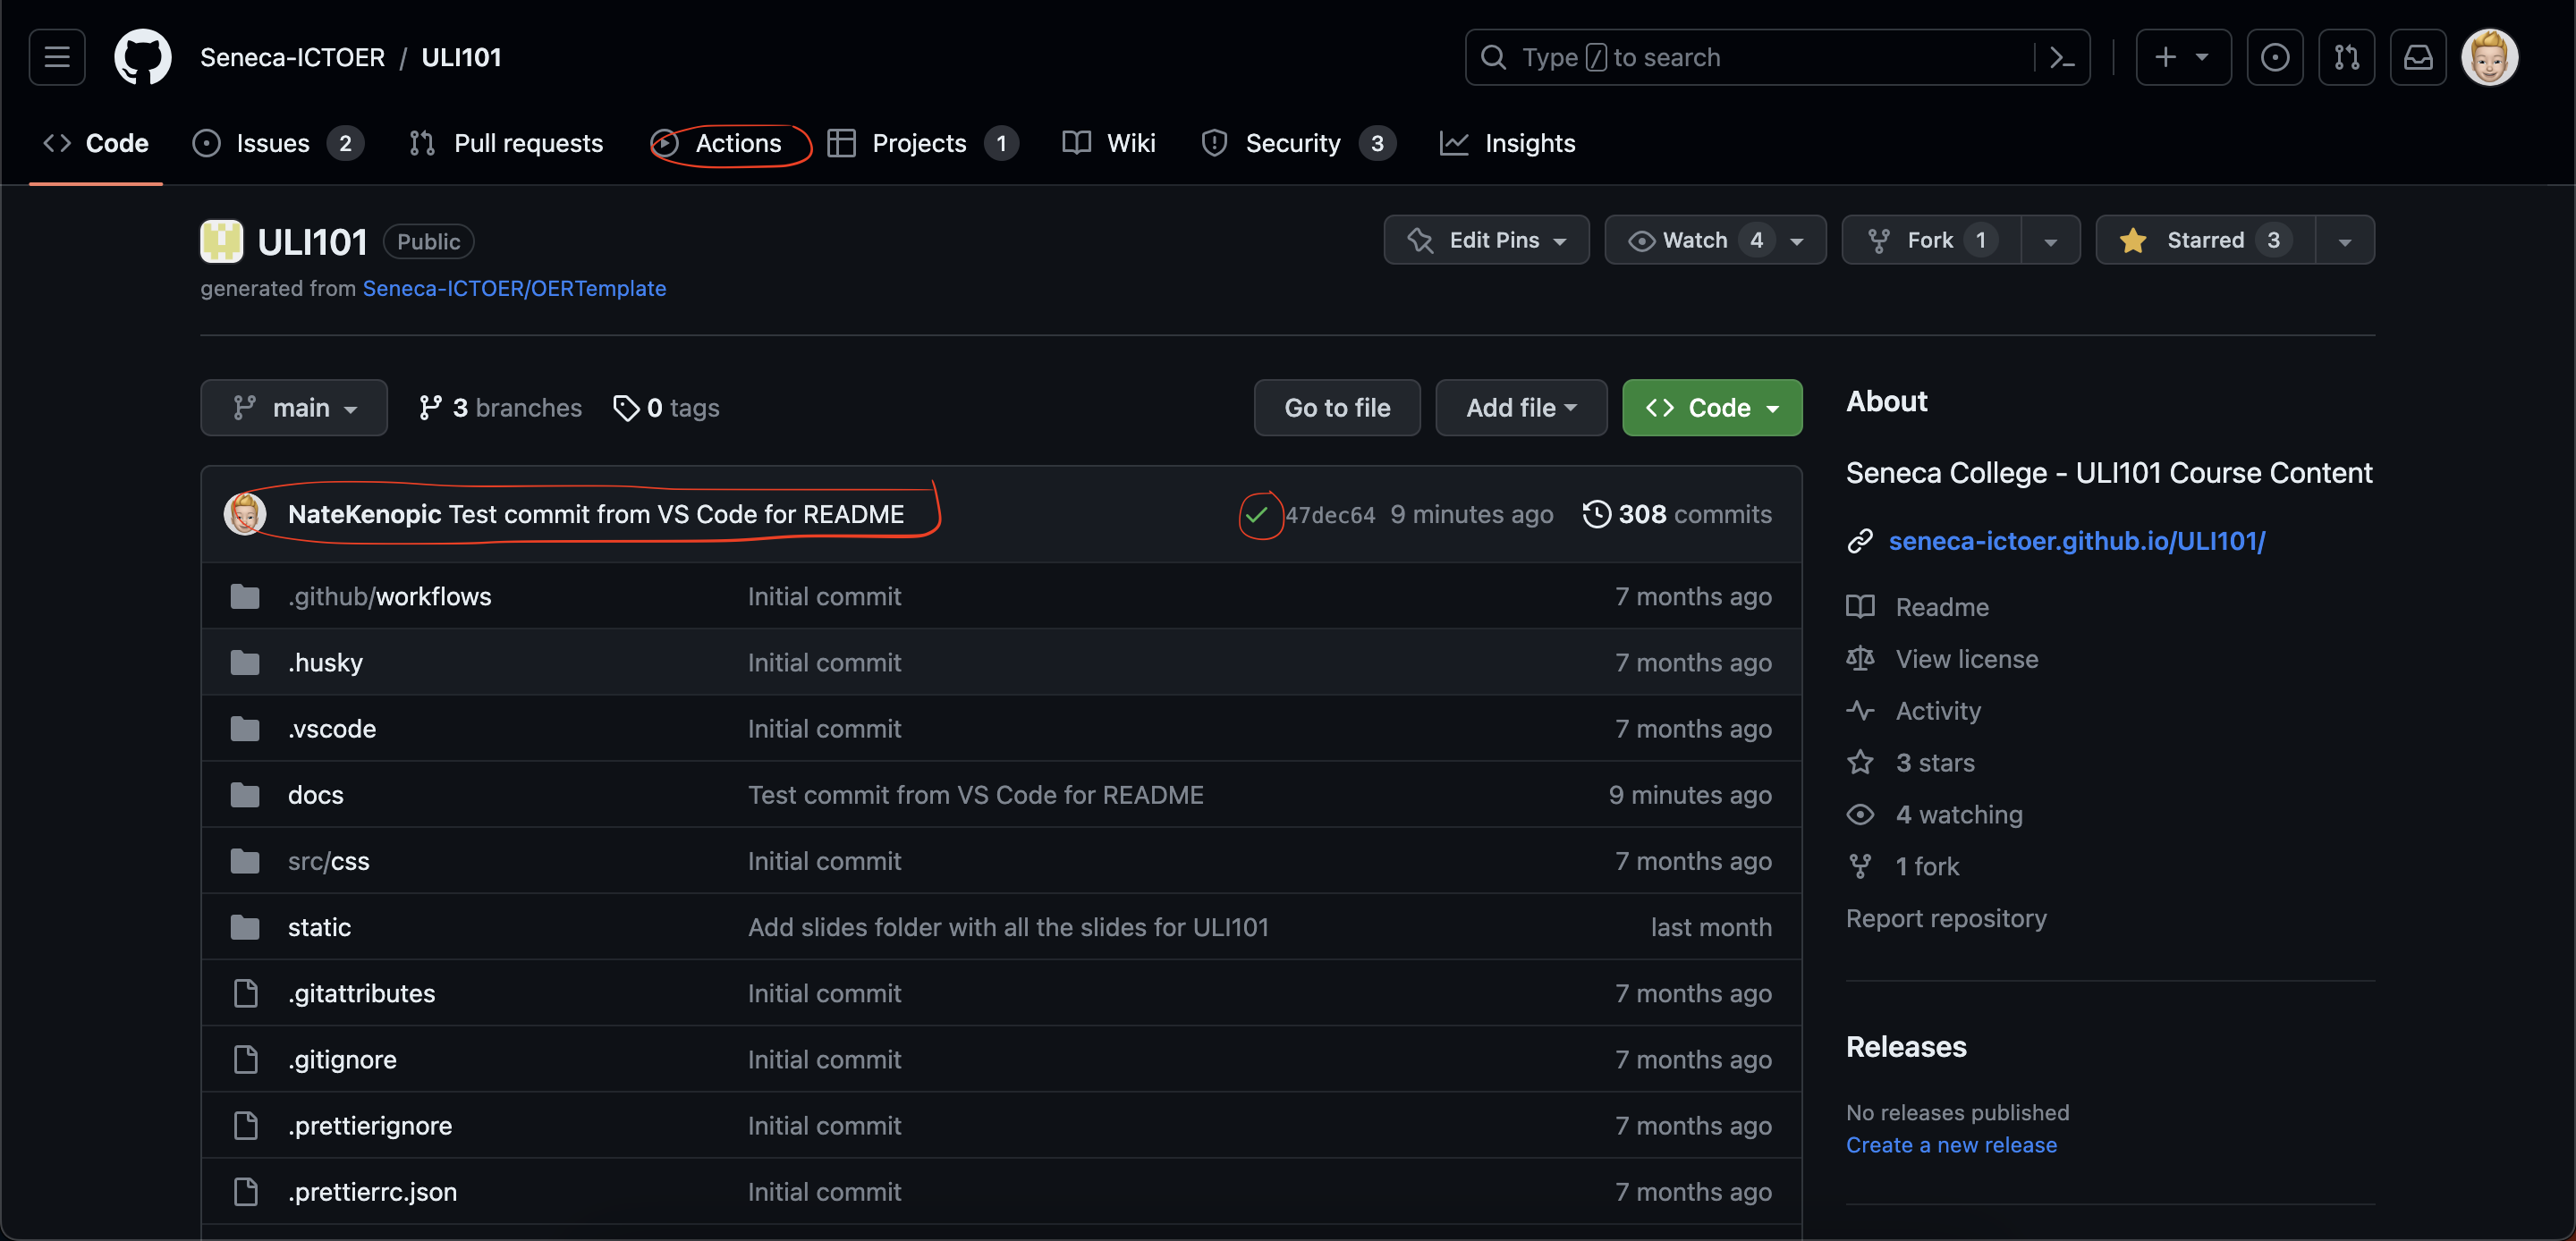 Seneca-ICTOER / ULI101
Type / to search
Code Issues 2 Pull requests Actions Projects 1 Wiki Security 3 Insights
ULI101 Public
Edit Pins Watch 4 Fork 1 Starred 3
generated from Seneca-ICTOER/OERTemplate
main 3 branches 0 tags
Go to file Add file Code
NateKenopic Test commit from VS Code for README 47dec64 9 minutes ago 308 commits
.github/workflows Initial commit 7 months ago
.husky Initial commit 7 months ago
.vscode Initial commit 7 months ago
docs Test commit from VS Code for README 9 minutes ago
src/css Initial commit 7 months ago
static Add slides folder with all the slides for ULI101 last month
.gitattributes Initial commit 7 months ago
.gitignore Initial commit 7 months ago
.prettierignore Initial commit 7 months ago
.prettierrc.json Initial commit 7 months ago
About
Seneca College - ULI101 Course Content
seneca-ictoer.github.io/ULI101/
Readme
View license
Activity
3 stars
4 watching
1 fork
Report repository
Releases
No releases published
Create a new release